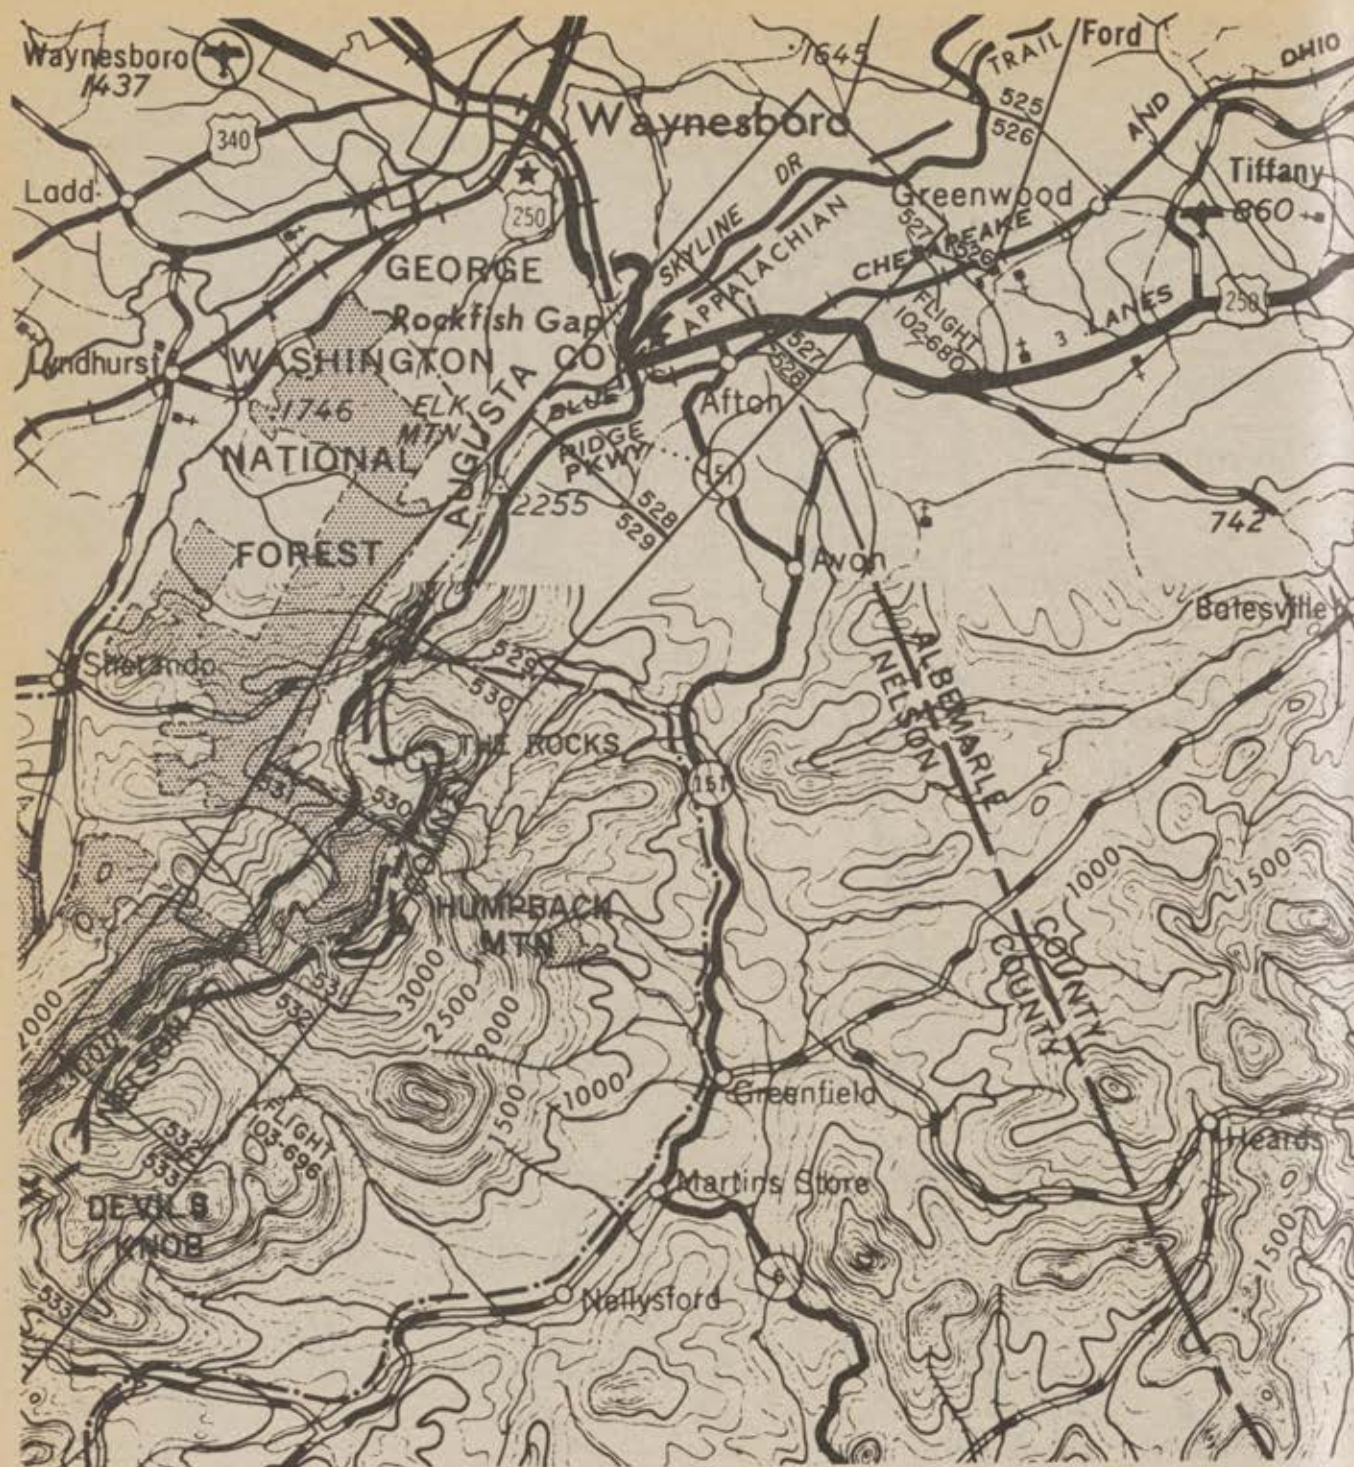 Waynesboro
1437
1645
TRAIL
Ford
OHIO
AND
525
526
Waynesboro
340
DR
Tiffany
860
Ladd
Greenwood
250
SKYLINE
APPALACHIAN
527
526
CHESAPEAKE
GEORGE
250
Rockfish Gap
FLIGHT
102-680
3 LANES
Lyndhurst
WASHINGTON
CO
527
528
AUGUSTA
BLUE
RIDGE
PKWY
Afton
1746
ELK
MTN
NATIONAL
2255
528
529
742
FOREST
Avon
Batesville
Sherando
529
530
ALBEMARLE
NELSON
THE ROCKS
531
530
COUNTY
151
1000
1500
HUMPBACK
MTN
COUNTY
COUNTY
3000
2500
2000
1500
1000
2000
531
532
NELSON
Greenfield
Heards
532
533
FLIGHT
103-696
Martins Store
DEVILS
KNOB
1500
6
533
Nellysford